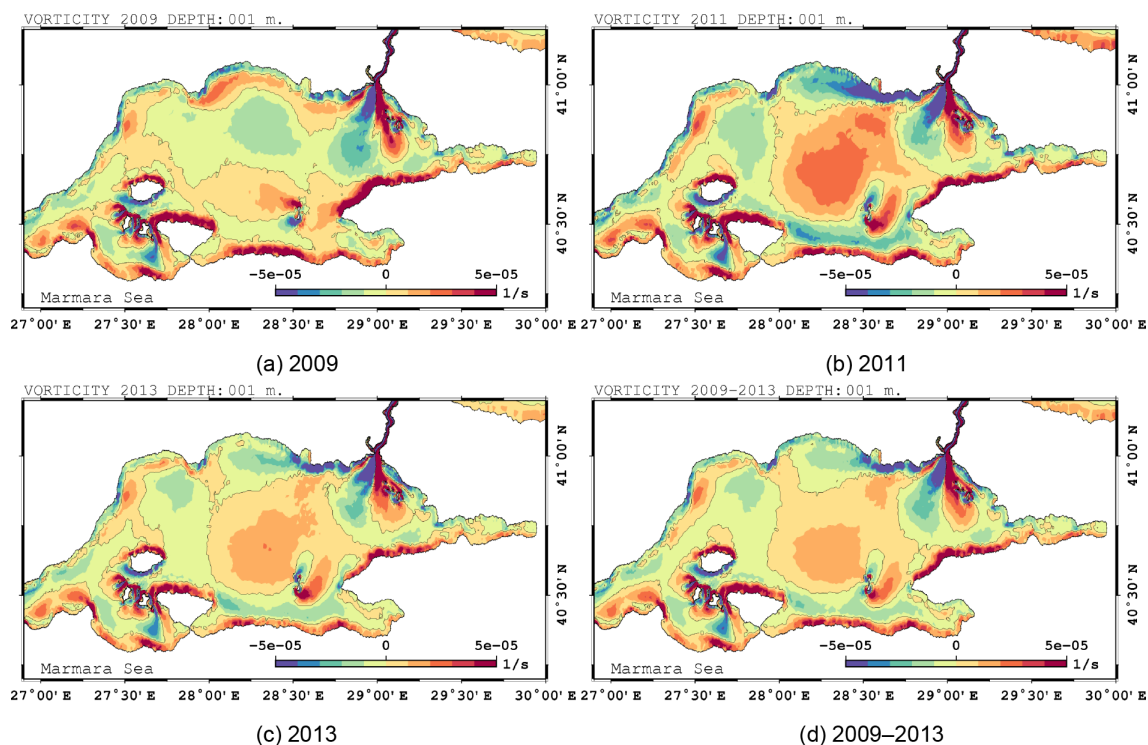 VORTICITY 2009 DEPTH:001 m.
41°00'N
40°30'N
-5e-05 0 5e-05
1/s
Marmara Sea
27°00'E 27°30'E 28°00'E 28°30'E 29°00'E 29°30'E 30°00'E
(a) 2009
VORTICITY 2011 DEPTH:001 m.
41°00'N
40°30'N
−5e−05 0 5e−05
1/s
Marmara Sea
27°00'E 27°30'E 28°00'E 28°30'E 29°00'E 29°30'E 30°00'E
(b) 2011
VORTICITY 2013 DEPTH:001 m.
41°00'N
40°30'N
−5e−05 0 5e−05
1/s
Marmara Sea
27°00'E 27°30'E 28°00'E 28°30'E 29°00'E 29°30'E 30°00'E
(c) 2013
VORTICITY 2009−2013 DEPTH:001 m.
41°00'N
40°30'N
−5e−05 0 5e−05
1/s
Marmara Sea
27°00'E 27°30'E 28°00'E 28°30'E 29°00'E 29°30'E 30°00'E
(d) 2009–2013